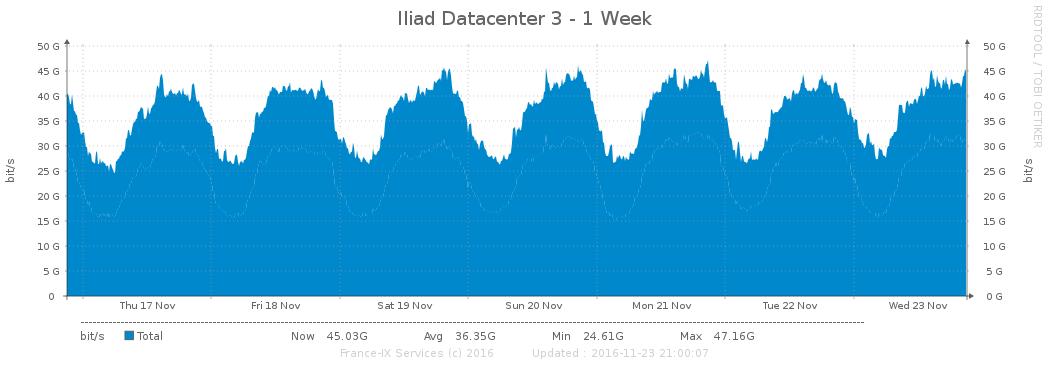 Iliad Datacenter 3 - 1 Week
RRDTOOL / TOBI OETIKER
50 G 50 G
45 G 45 G
40 G 40 G
35 G 35 G
30 G 30 G
25 G 25 G
20 G 20 G
15 G 15 G
10 G 10 G
5 G 5 G
0 0 G
bit/s bit/s
Thu 17 Nov Fri 18 Nov Sat 19 Nov Sun 20 Nov Mon 21 Nov Tue 22 Nov Wed 23 Nov
bit/s Total Now 45.03G Avg 36.35G Min 24.61G Max 47.16G
France-IX Services (c) 2016 Updated : 2016-11-23 21:00:07